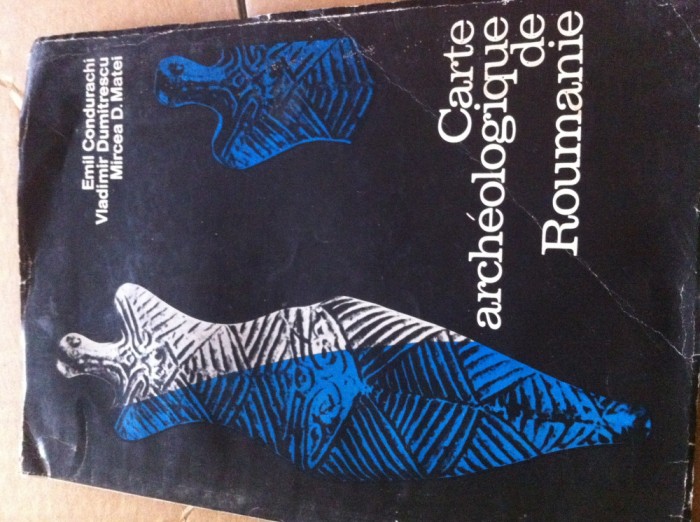 Emil Condurachi
Vladimir Dumitrescu
Mircea D. Matei
Carte
archéologique
de
Roumanie